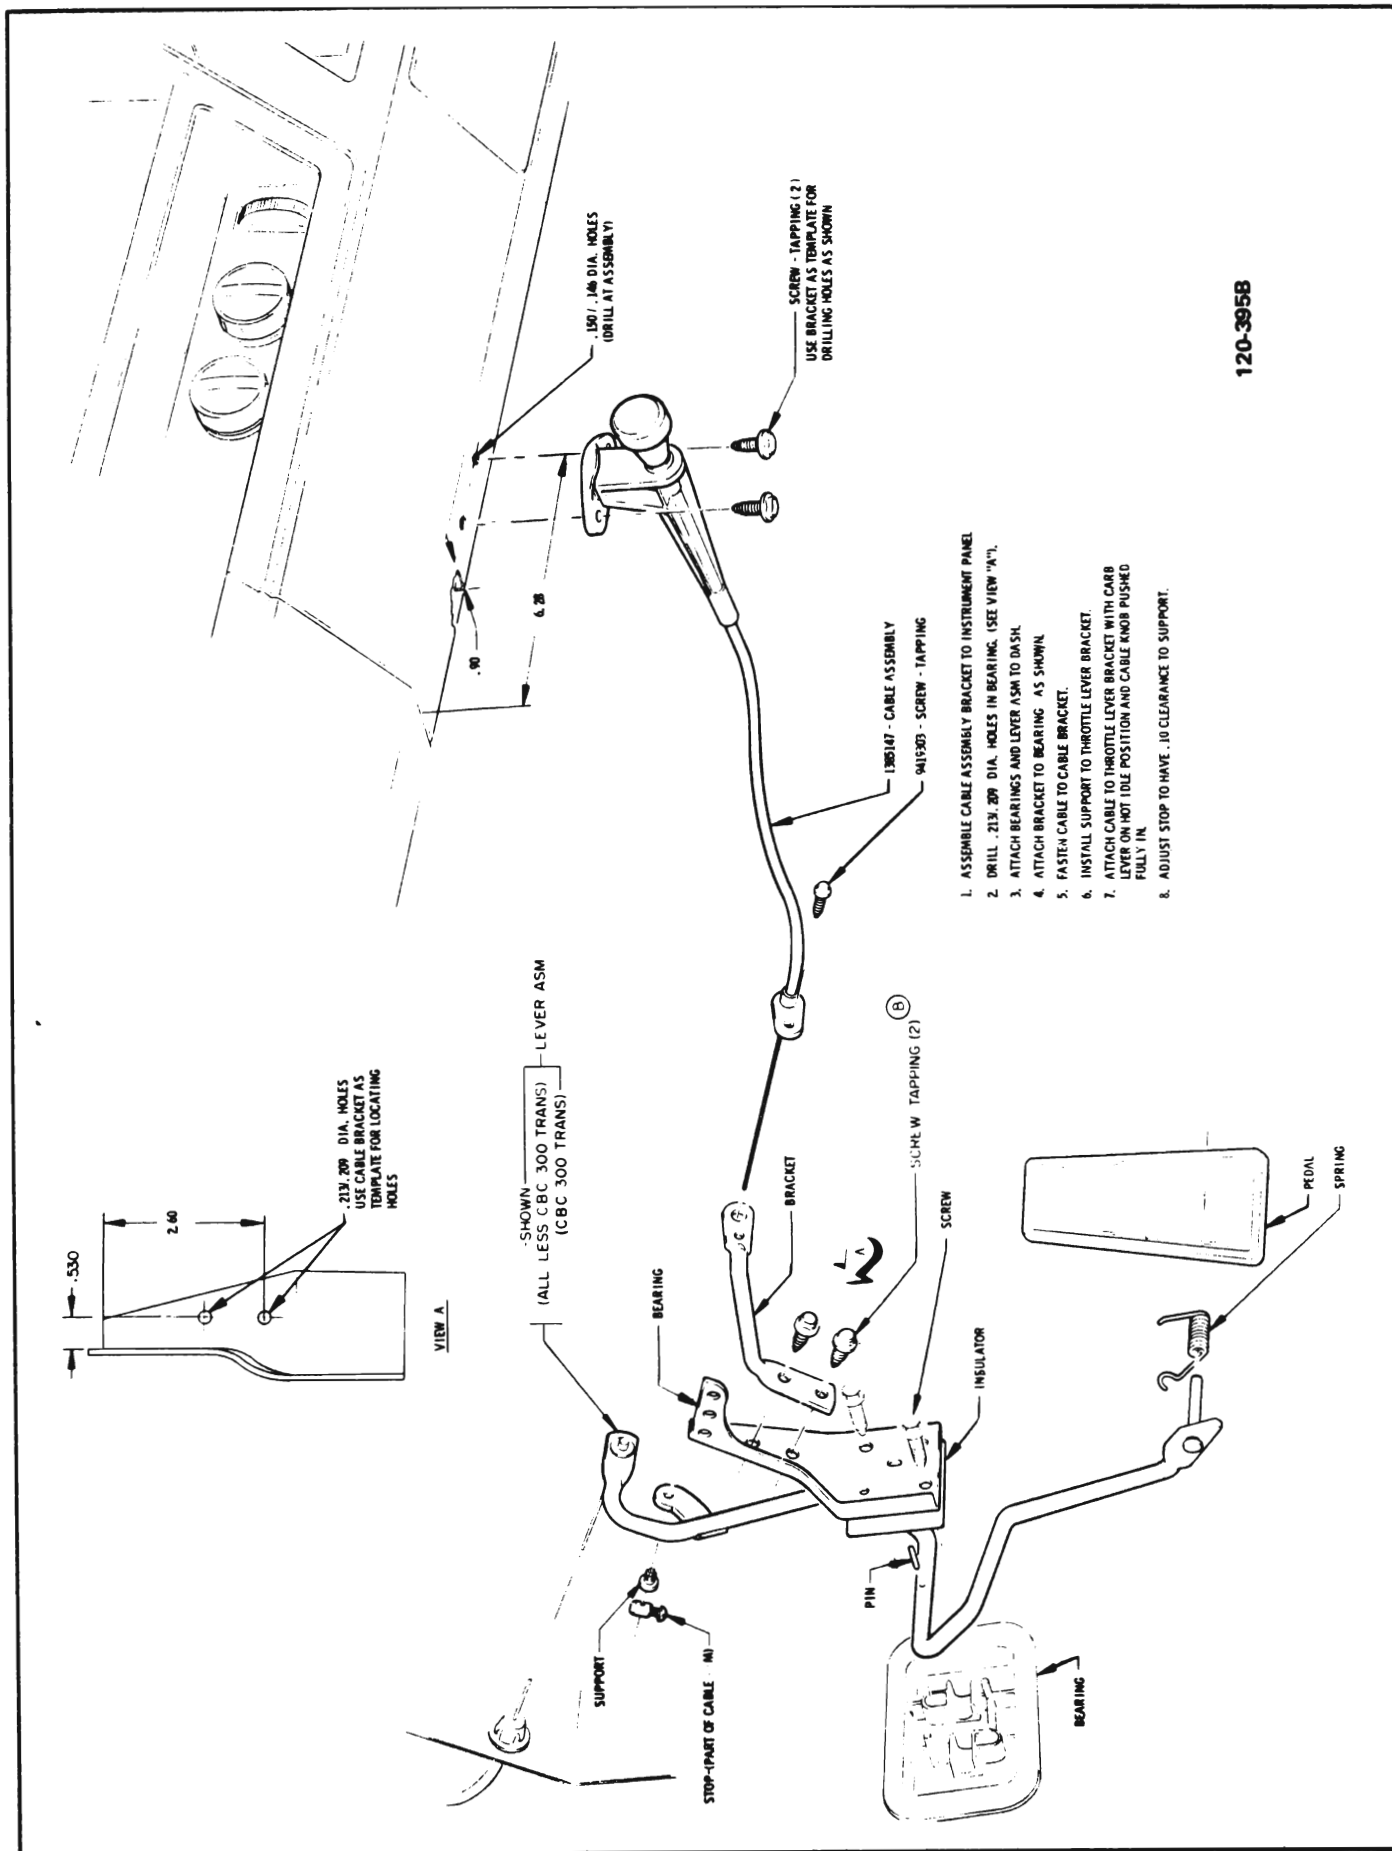 .530
2.60
.213/.209 DIA. HOLES
USE CABLE BRACKET AS
TEMPLATE FOR LOCATING
HOLES
VIEW A
.150/.146 DIA. HOLES
(DRILL AT ASSEMBLY)
6.28
.90
SCREW - TAPPING (2)
USE BRACKET AS TEMPLATE FOR
DRILLING HOLES AS SHOWN
SHOWN
(ALL LESS CBC 300 TRANS)
(CBC 300 TRANS)
LEVER ASM
1385147 - CABLE ASSEMBLY
9419303 - SCREW - TAPPING
BEARING
BRACKET
A
SCREW TAPPING (2)
B
SCREW
INSULATOR
SUPPORT
STOP-(PART OF CABLE
PIN
BEARING
PEDAL
SPRING
1. ASSEMBLE CABLE ASSEMBLY BRACKET TO INSTRUMENT PANEL
2. DRILL .213/.209 DIA. HOLES IN BEARING. (SEE VIEW "A").
3. ATTACH BEARINGS AND LEVER ASM TO DASH.
4. ATTACH BRACKET TO BEARING AS SHOWN.
5. FASTEN CABLE TO CABLE BRACKET.
6. INSTALL SUPPORT TO THROTTLE LEVER BRACKET.
7. ATTACH CABLE TO THROTTLE LEVER BRACKET WITH CARB
LEVER ON HOT IDLE POSITION AND CABLE KNOB PUSHED
FULLY IN.
8. ADJUST STOP TO HAVE .10 CLEARANCE TO SUPPORT.
120-395B